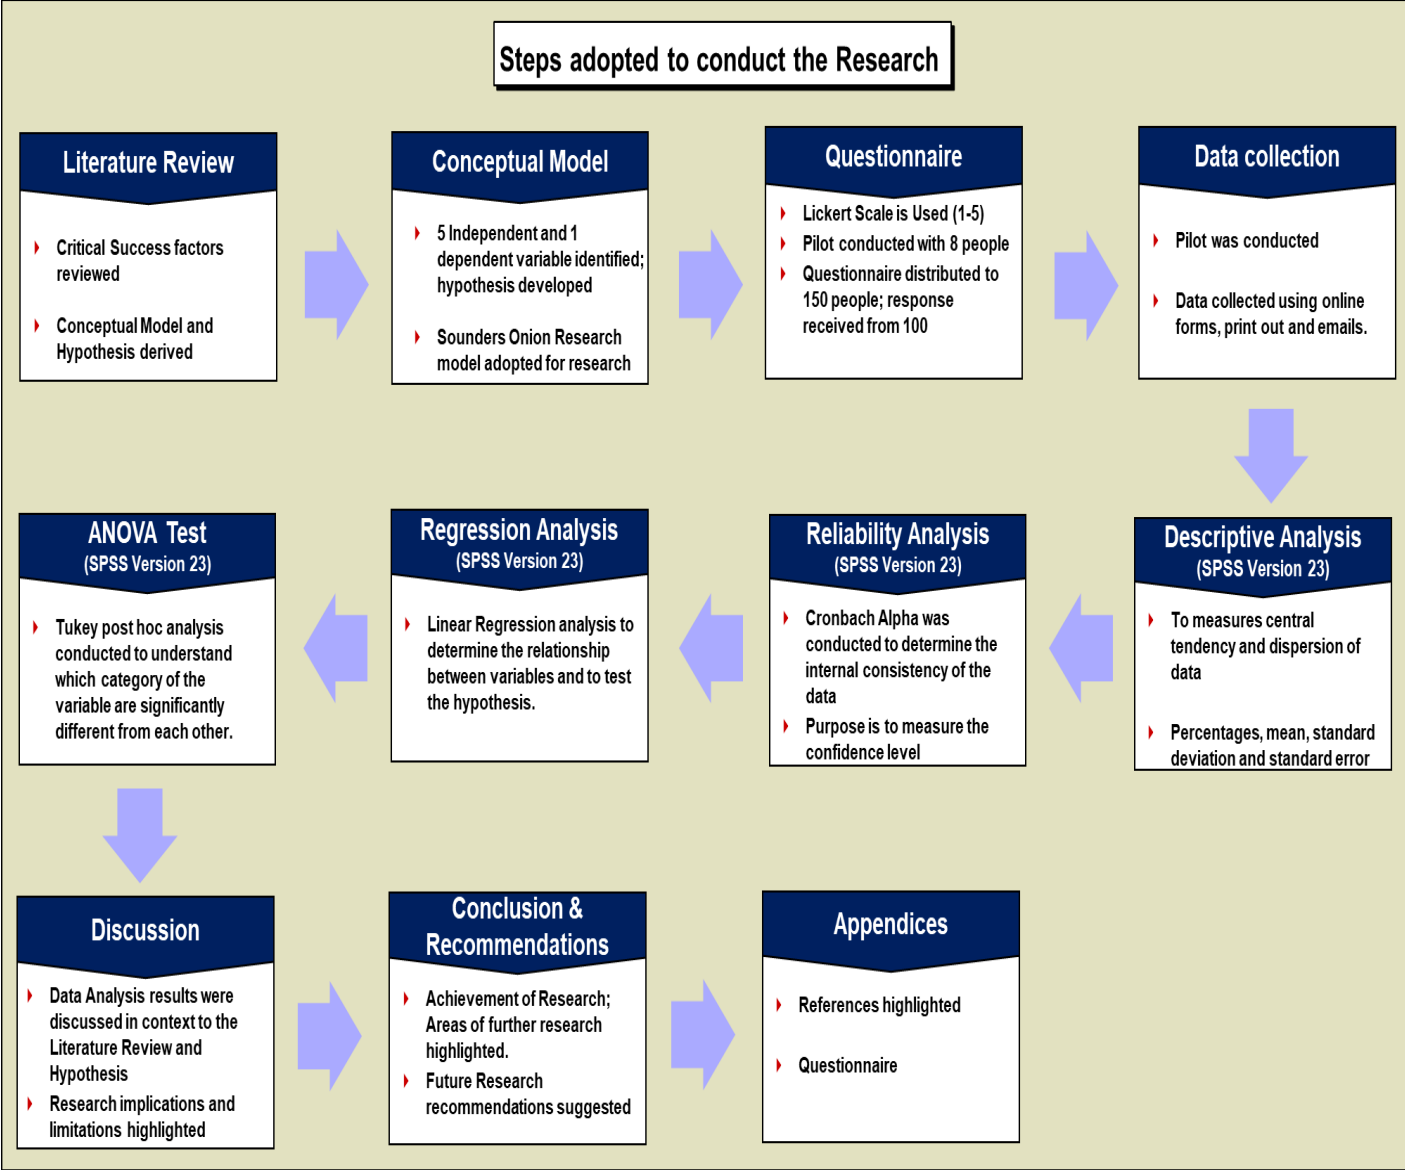 Steps adopted to conduct the Research
Literature Review
Critical Success factors
reviewed
Conceptual Model and
Hypothesis derived
Conceptual Model
5 Independent and 1
dependent variable identified;
hypothesis developed
Sounders Onion Research
model adopted for research
Questionnaire
Lickert Scale is Used (1-5)
Pilot conducted with 8 people
Questionnaire distributed to
150 people; response
received from 100
Data collection
Pilot was conducted
Data collected using online
forms, print out and emails.
Descriptive Analysis
(SPSS Version 23)
To measures central
tendency and dispersion of
data
Percentages, mean, standard
deviation and standard error
Reliability Analysis
(SPSS Version 23)
Cronbach Alpha was
conducted to determine the
internal consistency of the
data
Purpose is to measure the
confidence level
Regression Analysis
(SPSS Version 23)
Linear Regression analysis to
determine the relationship
between variables and to test
the hypothesis.
ANOVA Test
(SPSS Version 23)
Tukey post hoc analysis
conducted to understand
which category of the
variable are significantly
different from each other.
Discussion
Data Analysis results were
discussed in context to the
Literature Review and
Hypothesis
Research implications and
limitations highlighted
Conclusion &
Recommendations
Achievement of Research;
Areas of further research
highlighted.
Future Research
recommendations suggested
Appendices
References highlighted
Questionnaire